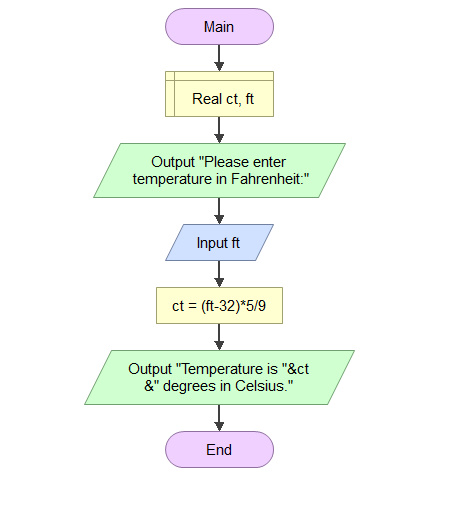 Main
Real ct, ft
Output "Please enter
temperature in Fahrenheit:"
Input ft
ct = (ft-32)*5/9
Output "Temperature is "&ct
&" degrees in Celsius."
End